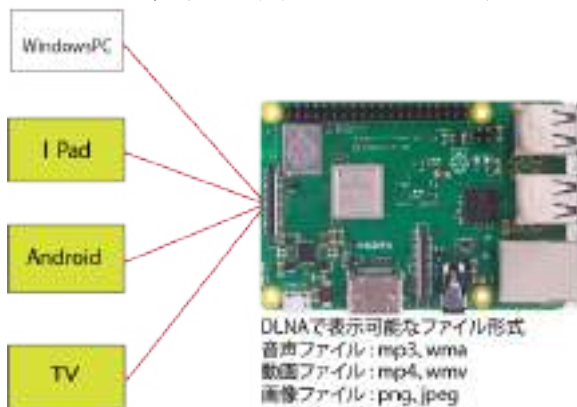 WindowsPC
I Pad
Android
TV
DLNAで表示可能なファイル形式
音声ファイル：mp3、wma
動画ファイル：mp4、wmv
画像ファイル：png、jpeg